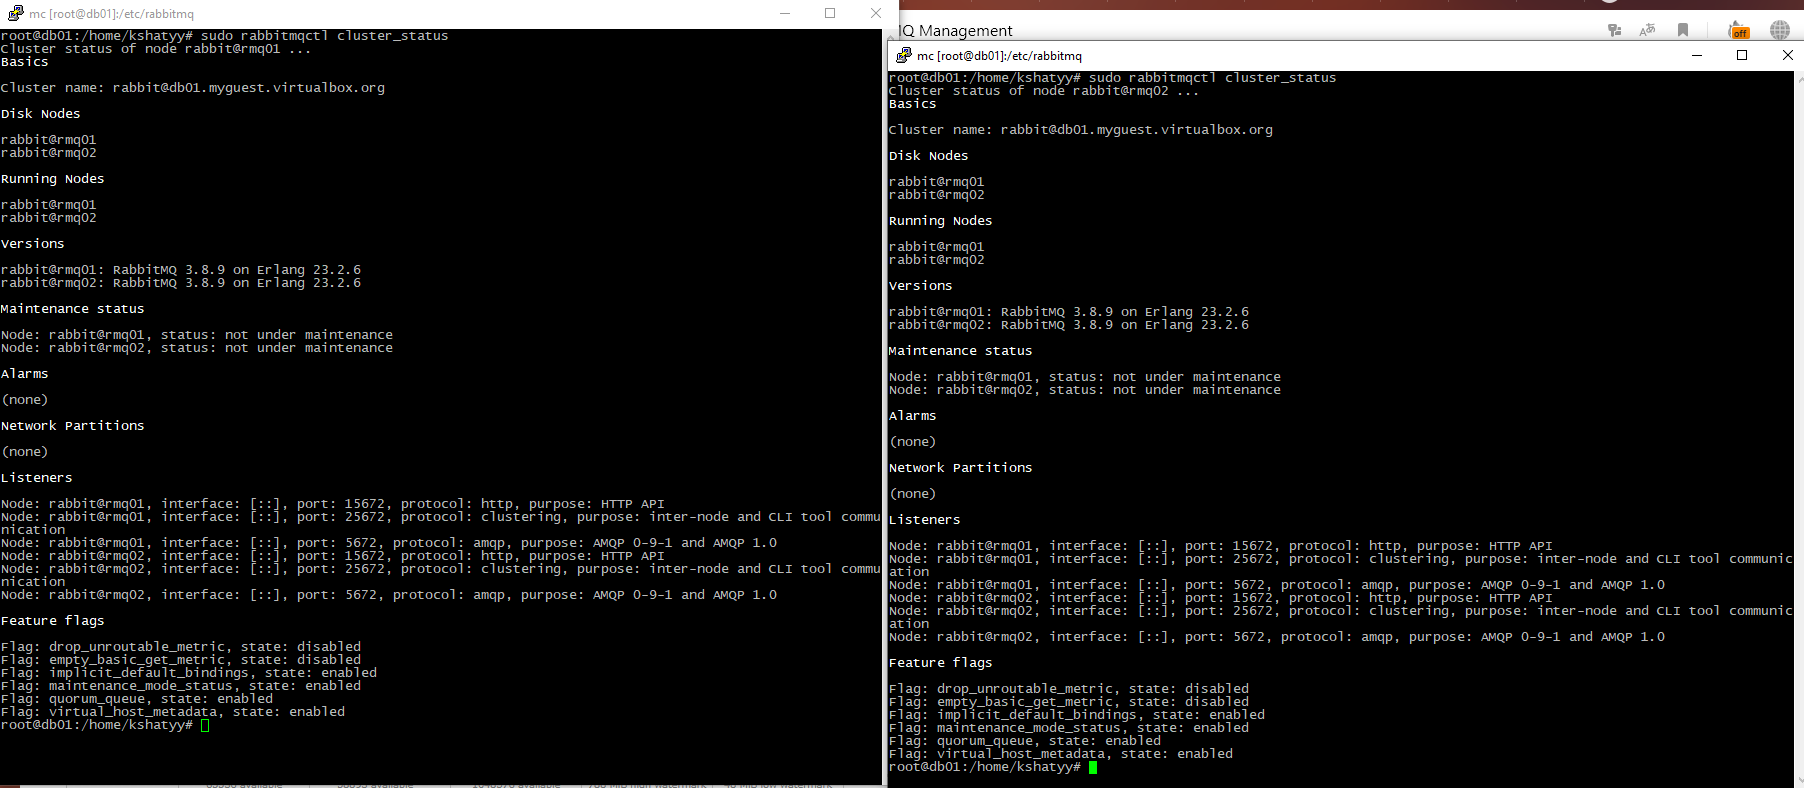 mc [root@db01]:/etc/rabbitmq
root@db01:/home/kshatyy# sudo rabbitmqctl cluster_status
Cluster status of node rabbit@rmq01 ...
Basics
Cluster name: rabbit@db01.myguest.virtualbox.org
Disk Nodes
rabbit@rmq01
rabbit@rmq02
Running Nodes
rabbit@rmq01
rabbit@rmq02
Versions
rabbit@rmq01: RabbitMQ 3.8.9 on Erlang 23.2.6
rabbit@rmq02: RabbitMQ 3.8.9 on Erlang 23.2.6
Maintenance status
Node: rabbit@rmq01, status: not under maintenance
Node: rabbit@rmq02, status: not under maintenance
Alarms
(none)
Network Partitions
(none)
Listeners
Node: rabbit@rmq01, interface: [::], port: 15672, protocol: http, purpose: HTTP API
Node: rabbit@rmq01, interface: [::], port: 25672, protocol: clustering, purpose: inter-node and CLI tool commu
nication
Node: rabbit@rmq01, interface: [::], port: 5672, protocol: amqp, purpose: AMQP 0-9-1 and AMQP 1.0
Node: rabbit@rmq02, interface: [::], port: 15672, protocol: http, purpose: HTTP API
Node: rabbit@rmq02, interface: [::], port: 25672, protocol: clustering, purpose: inter-node and CLI tool commu
nication
Node: rabbit@rmq02, interface: [::], port: 5672, protocol: amqp, purpose: AMQP 0-9-1 and AMQP 1.0
Feature flags
Flag: drop_unroutable_metric, state: disabled
Flag: empty_basic_get_metric, state: disabled
Flag: implicit_default_bindings, state: enabled
Flag: maintenance_mode_status, state: enabled
Flag: quorum_queue, state: enabled
Flag: virtual_host_metadata, state: enabled
root@db01:/home/kshatyy#
Q Management
off
mc [root@db01]:/etc/rabbitmq
root@db01:/home/kshatyy# sudo rabbitmqctl cluster_status
Cluster status of node rabbit@rmq02 ...
Basics
Cluster name: rabbit@db01.myguest.virtualbox.org
Disk Nodes
rabbit@rmq01
rabbit@rmq02
Running Nodes
rabbit@rmq01
rabbit@rmq02
Versions
rabbit@rmq01: RabbitMQ 3.8.9 on Erlang 23.2.6
rabbit@rmq02: RabbitMQ 3.8.9 on Erlang 23.2.6
Maintenance status
Node: rabbit@rmq01, status: not under maintenance
Node: rabbit@rmq02, status: not under maintenance
Alarms
(none)
Network Partitions
(none)
Listeners
Node: rabbit@rmq01, interface: [::], port: 15672, protocol: http, purpose: HTTP API
Node: rabbit@rmq01, interface: [::], port: 25672, protocol: clustering, purpose: inter-node and CLI tool communic
ation
Node: rabbit@rmq01, interface: [::], port: 5672, protocol: amqp, purpose: AMQP 0-9-1 and AMQP 1.0
Node: rabbit@rmq02, interface: [::], port: 15672, protocol: http, purpose: HTTP API
Node: rabbit@rmq02, interface: [::], port: 25672, protocol: clustering, purpose: inter-node and CLI tool communic
ation
Node: rabbit@rmq02, interface: [::], port: 5672, protocol: amqp, purpose: AMQP 0-9-1 and AMQP 1.0
Feature flags
Flag: drop_unroutable_metric, state: disabled
Flag: empty_basic_get_metric, state: disabled
Flag: implicit_default_bindings, state: enabled
Flag: maintenance_mode_status, state: enabled
Flag: quorum_queue, state: enabled
Flag: virtual_host_metadata, state: enabled
root@db01:/home/kshatyy#